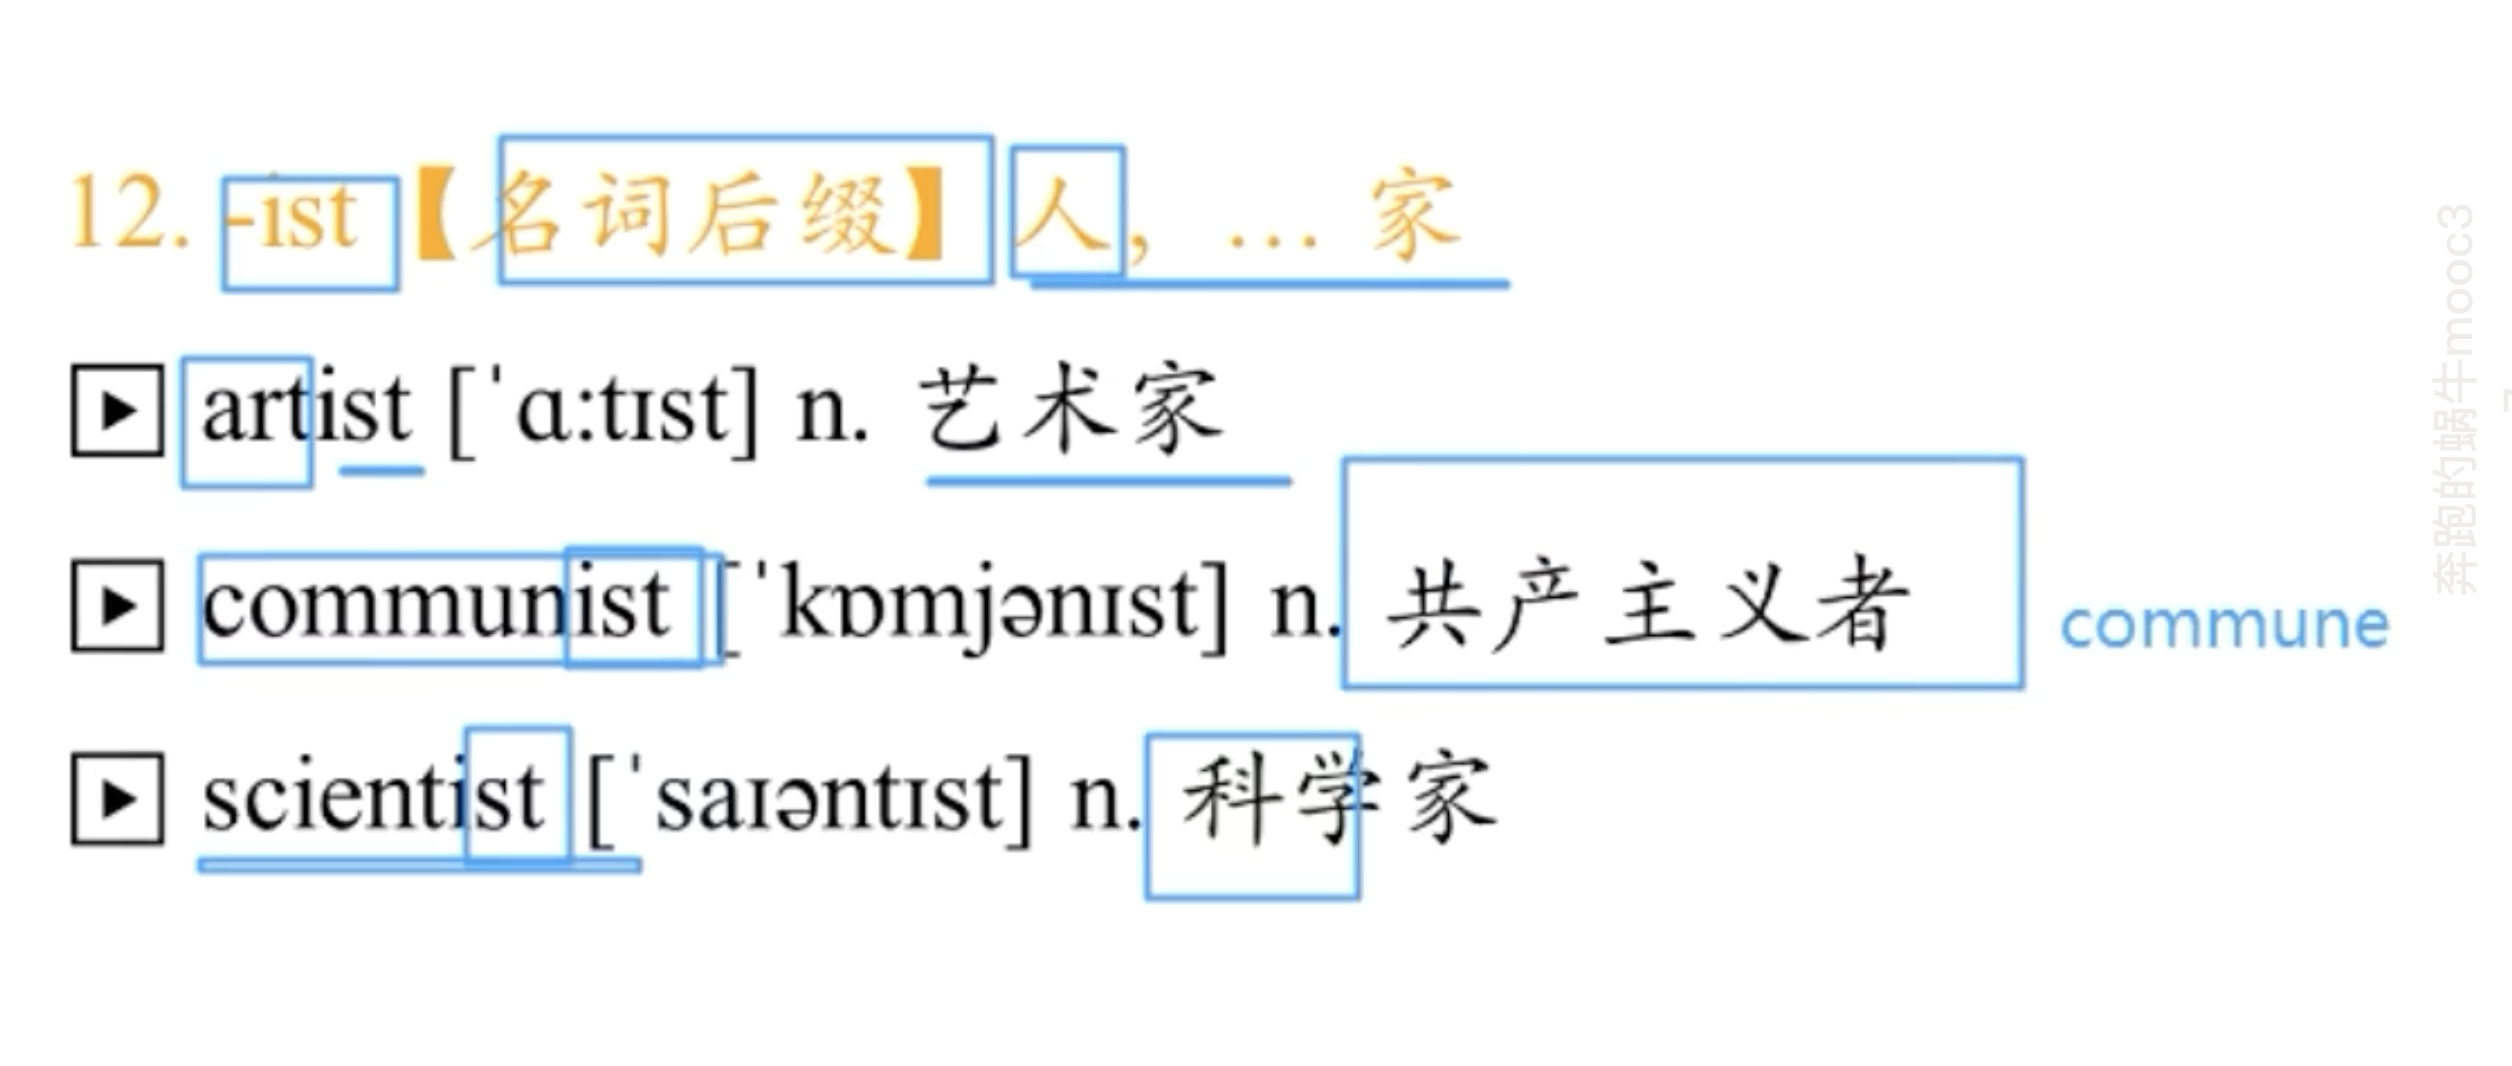 12. -ist【名词后缀】人，… 家
artist [ˈɑ:tɪst] n. 艺术家
communist [ˈkɒmjənɪst] n. 共产主义者 commune
scientist [ˈsaɪəntɪst] n. 科学家
奔跑的蜗牛mooc3